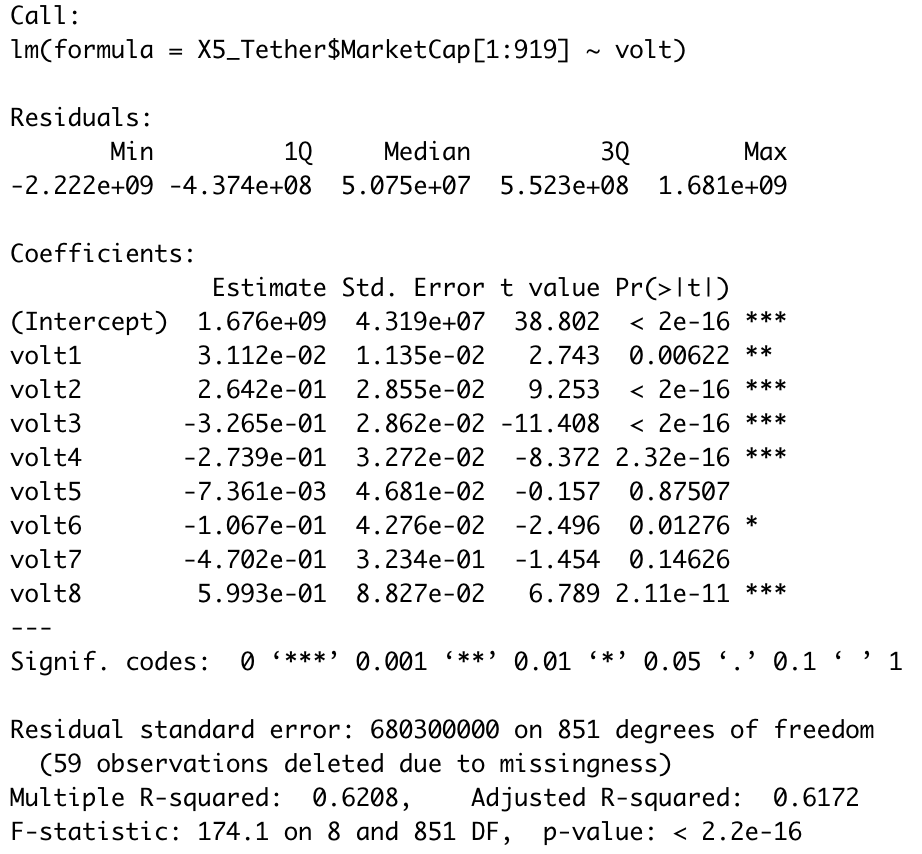 Call:
lm(formula = X5_Tether$MarketCap[1:919] ~ volt)

Residuals:
       Min         1Q     Median         3Q        Max
-2.222e+09 -4.374e+08  5.075e+07  5.523e+08  1.681e+09

Coefficients:
              Estimate Std. Error t value Pr(>|t|)
(Intercept)  1.676e+09  4.319e+07  38.802  < 2e-16 ***
volt1        3.112e-02  1.135e-02   2.743  0.00622 **
volt2        2.642e-01  2.855e-02   9.253  < 2e-16 ***
volt3       -3.265e-01  2.862e-02 -11.408  < 2e-16 ***
volt4       -2.739e-01  3.272e-02  -8.372 2.32e-16 ***
volt5       -7.361e-03  4.681e-02  -0.157  0.87507
volt6       -1.067e-01  4.276e-02  -2.496  0.01276 *
volt7       -4.702e-01  3.234e-01  -1.454  0.14626
volt8        5.993e-01  8.827e-02   6.789 2.11e-11 ***
---
Signif. codes:  0 ‘***’ 0.001 ‘**’ 0.01 ‘*’ 0.05 ‘.’ 0.1 ‘ ’ 1

Residual standard error: 680300000 on 851 degrees of freedom
  (59 observations deleted due to missingness)
Multiple R-squared:  0.6208,    Adjusted R-squared:  0.6172
F-statistic: 174.1 on 8 and 851 DF,  p-value: < 2.2e-16